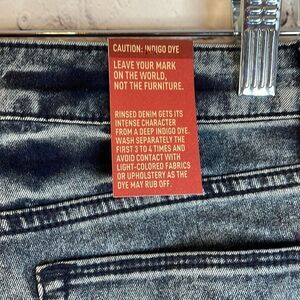 CAUTION: INDIGO DYE
LEAVE YOUR MARK
ON THE WORLD,
NOT THE FURNITURE.
RINSED DENIM GETS ITS
INTENSE CHARACTER
FROM A DEEP INDIGO DYE.
WASH SEPARATELY THE
FIRST 3 TO 4 TIMES AND
AVOID CONTACT WITH
LIGHT-COLORED FABRICS
OR UPHOLSTERY AS THE
DYE MAY RUB OFF.